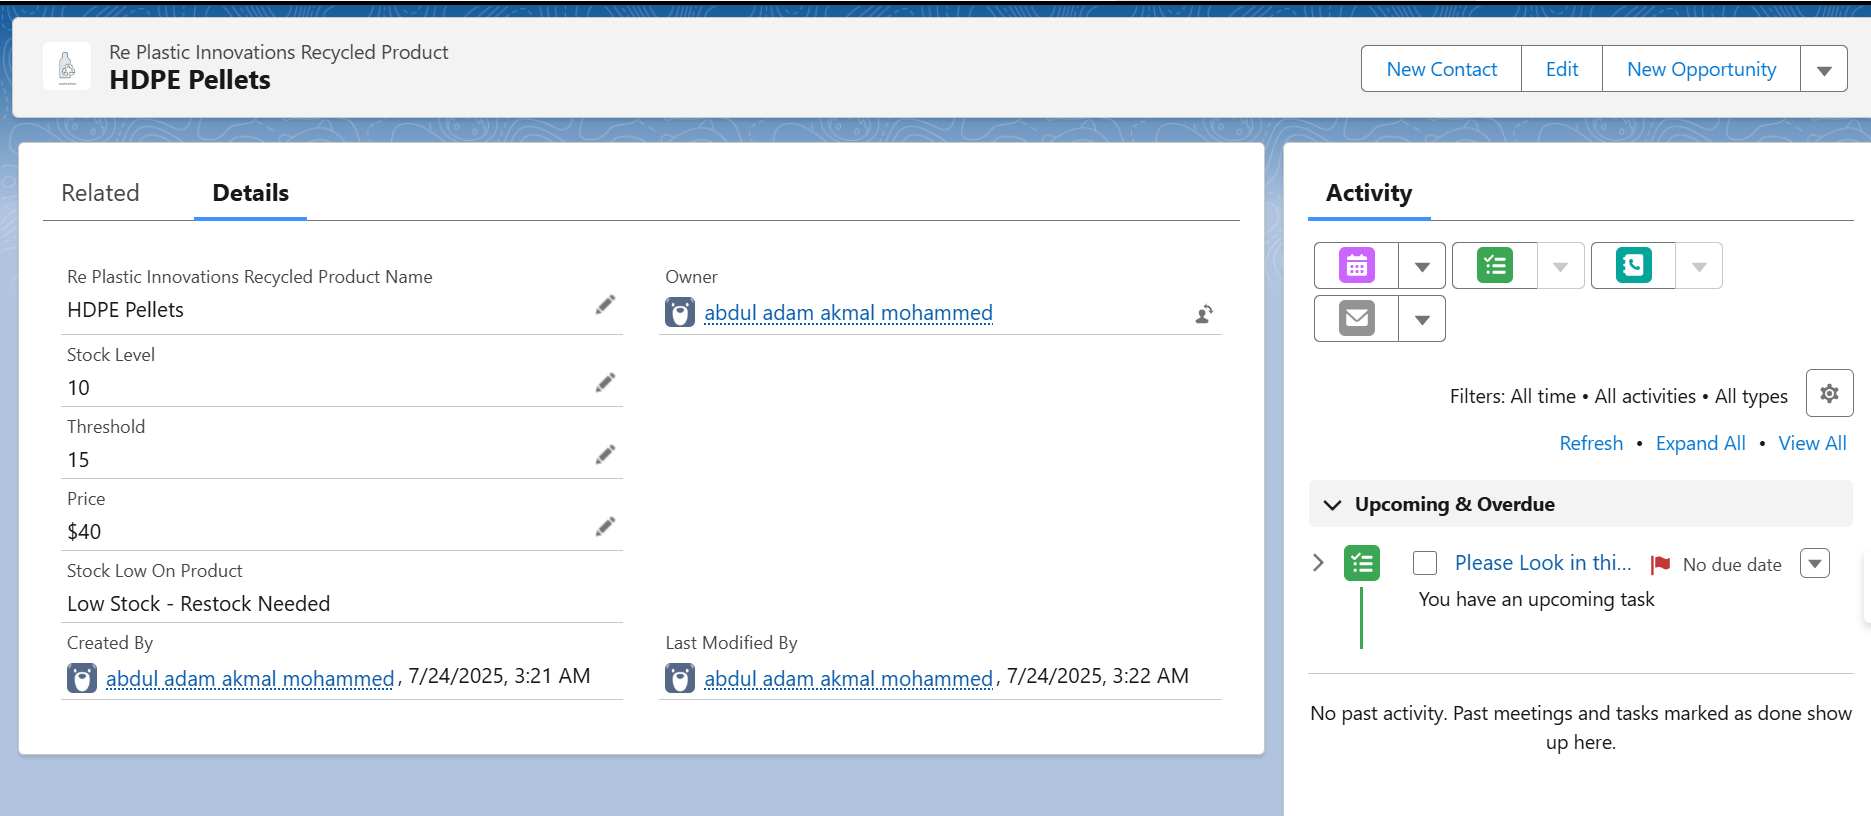 Re Plastic Innovations Recycled Product
HDPE Pellets
New Contact
Edit
New Opportunity
Related
Details
Re Plastic Innovations Recycled Product Name
HDPE Pellets
Owner
abdul adam akmal mohammed
Stock Level
10
Threshold
15
Price
$40
Stock Low On Product
Low Stock - Restock Needed
Created By
abdul adam akmal mohammed, 7/24/2025, 3:21 AM
Last Modified By
abdul adam akmal mohammed, 7/24/2025, 3:22 AM
Activity
Filters: All time • All activities • All types
Refresh • Expand All • View All
Upcoming & Overdue
Please Look in thi... No due date
You have an upcoming task
No past activity. Past meetings and tasks marked as done show
up here.